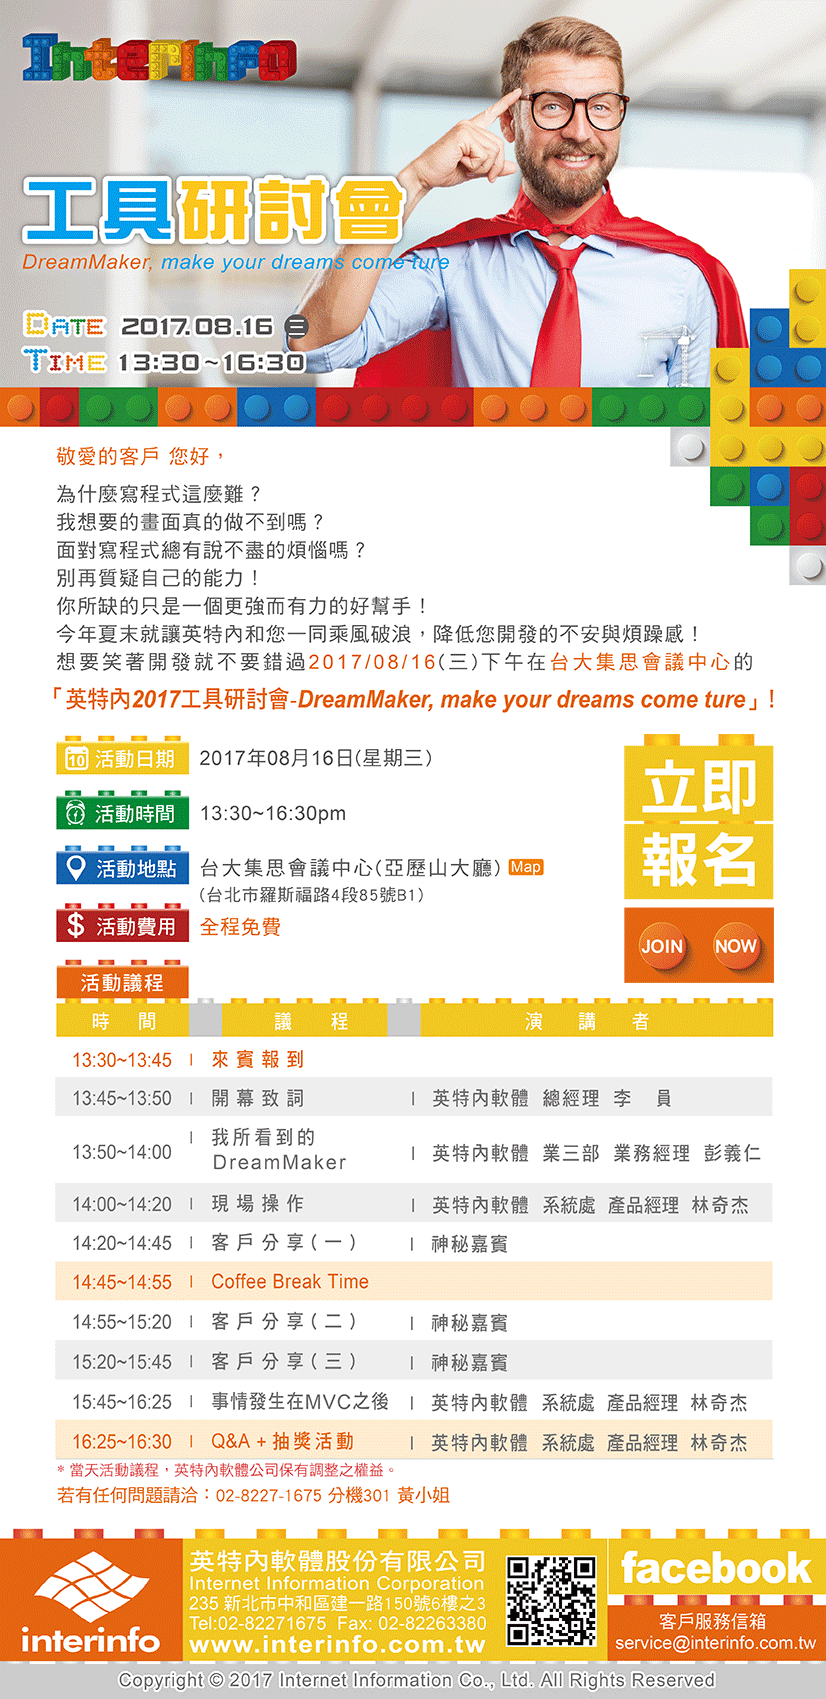 InterInfo
工具研討會
DreamMaker, make your dreams come ture
DATE 2017.08.16 三
TIME 13:30~16:30
敬愛的客戶 您好，
為什麼寫程式這麼難？
我想要的畫面真的做不到嗎？
面對寫程式總有說不盡的煩惱嗎？
別再質疑自己的能力！
你所缺的只是一個更強而有力的好幫手！
今年夏末就讓英特內和您一同乘風破浪，降低您開發的不安與煩躁感！
想要笑著開發就不要錯過2017/08/16(三)下午在台大集思會議中心的
「英特內2017工具研討會-DreamMaker, make your dreams come ture」！
10 活動日期 2017年08月16日(星期三)
活動時間 13:30~16:30pm
活動地點 台大集思會議中心(亞歷山大廳) Map
(台北市羅斯福路4段85號B1)
$ 活動費用 全程免費
立即
報名
JOIN NOW
活動議程
時間 議程 演講者
13:30~13:45 | 來賓報到
13:45~13:50 | 開幕致詞 | 英特內軟體 總經理 李 員
13:50~14:00 | 我所看到的
DreamMaker | 英特內軟體 業三部 業務經理 彭義仁
14:00~14:20 | 現場操作 | 英特內軟體 系統處 產品經理 林奇杰
14:20~14:45 | 客戶分享(一) | 神秘嘉賓
14:45~14:55 | Coffee Break Time
14:55~15:20 | 客戶分享(二) | 神秘嘉賓
15:20~15:45 | 客戶分享(三) | 神秘嘉賓
15:45~16:25 | 事情發生在MVC之後 | 英特內軟體 系統處 產品經理 林奇杰
16:25~16:30 | Q&A + 抽獎活動 | 英特內軟體 系統處 產品經理 林奇杰
* 當天活動議程，英特內軟體公司保有調整之權益。
若有任何問題請洽：02-8227-1675 分機301 黃小姐
interinfo
英特內軟體股份有限公司
Internet Information Corporation
235 新北市中和區建一路150號6樓之3
Tel:02-82271675 Fax: 02-82263380
www.interinfo.com.tw
facebook
客戶服務信箱
service@interinfo.com.tw
Copyright © 2017 Internet Information Co., Ltd. All Rights Reserved